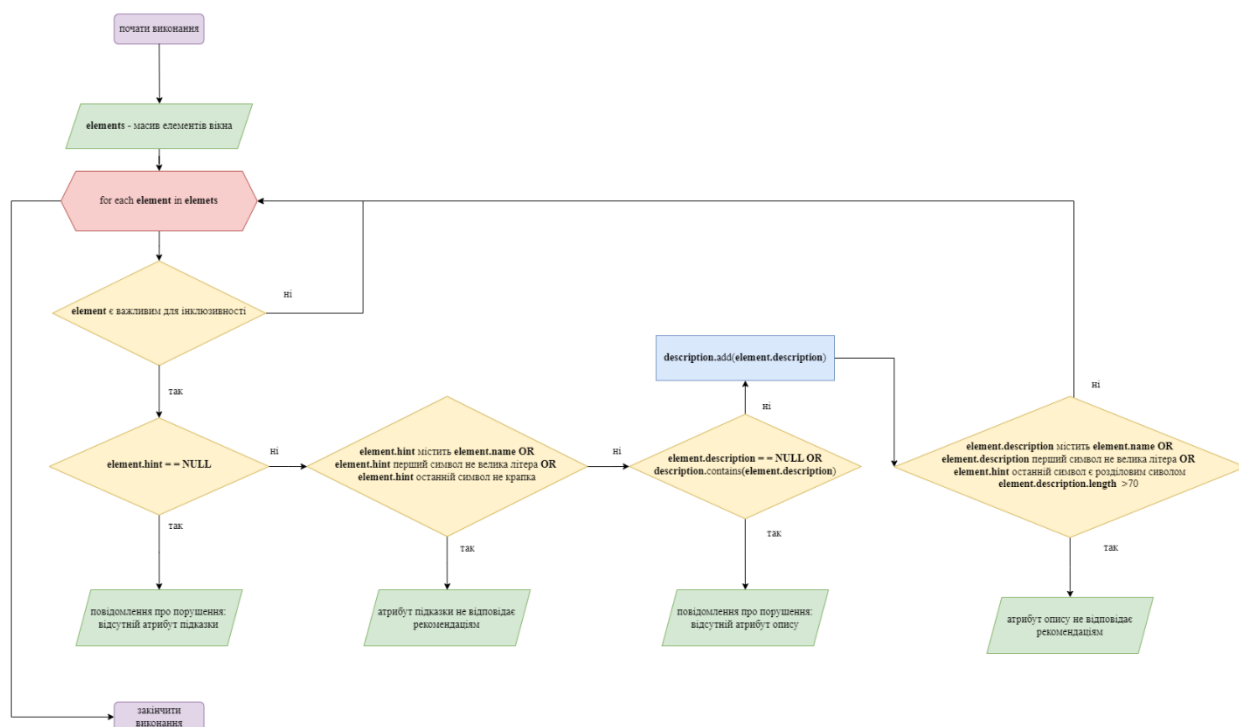 почати виконання
elements - масив елементів вікна
for each element in elemets
element є важливим для інклюзивності
ні
так
element.hint = = NULL
ні
так
повідомлення про порушення:
відсутній атрибут підказки
element.hint містить element.name OR
element.hint перший символ не велика літера OR
element.hint останній символ не крапка
ні
так
атрибут підказки не відповідає
рекомендаціям
description.add(element.description)
ні
element.description = = NULL OR
description.contains(element.description)
так
повідомлення про порушення:
відсутній атрибут опису
ні
element.description містить element.name OR
element.description перший символ не велика літера OR
element.hint останній символ є розділовим сиволом
element.description.length >70
так
атрибут опису не відповідає
рекомендаціям
закінчити
виконання